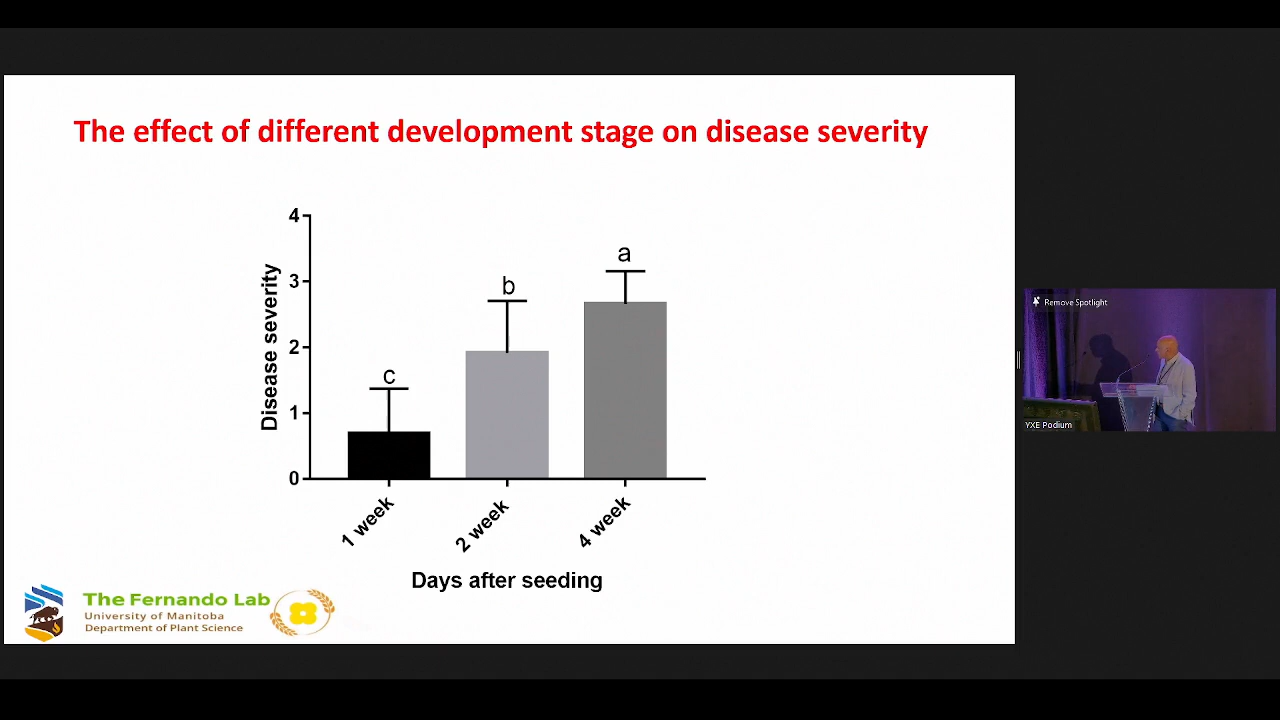 The effect of different development stage on disease severity
Disease severity
4
3
2
1
0
c
b
a
1 week
2 week
4 week
Days after seeding
The Fernando Lab
University of Manitoba
Department of Plant Science
Remove Spotlight
YXE Podium